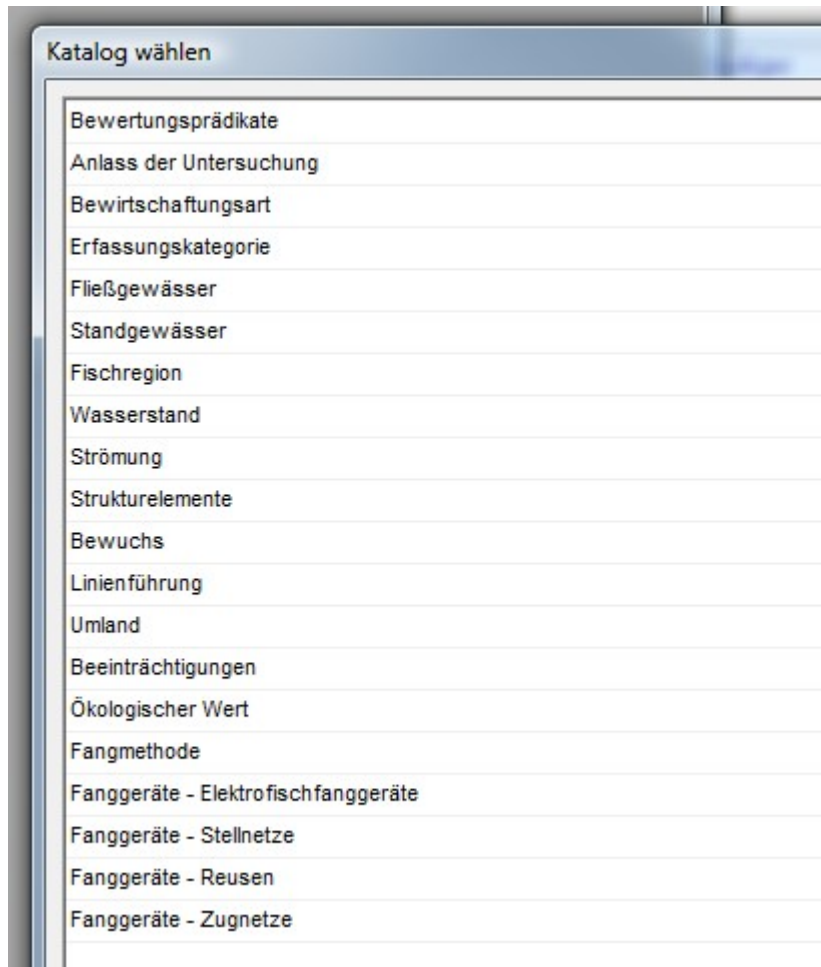 Katalog wählen
Bewertungsprädikate
Anlass der Untersuchung
Bewirtschaftungsart
Erfassungskategorie
Fließgewässer
Standgewässer
Fischregion
Wasserstand
Strömung
Strukturelemente
Bewuchs
Linienführung
Umland
Beeinträchtigungen
Ökologischer Wert
Fangmethode
Fanggeräte - Elektrofischfanggeräte
Fanggeräte - Stellnetze
Fanggeräte - Reusen
Fanggeräte - Zugnetze